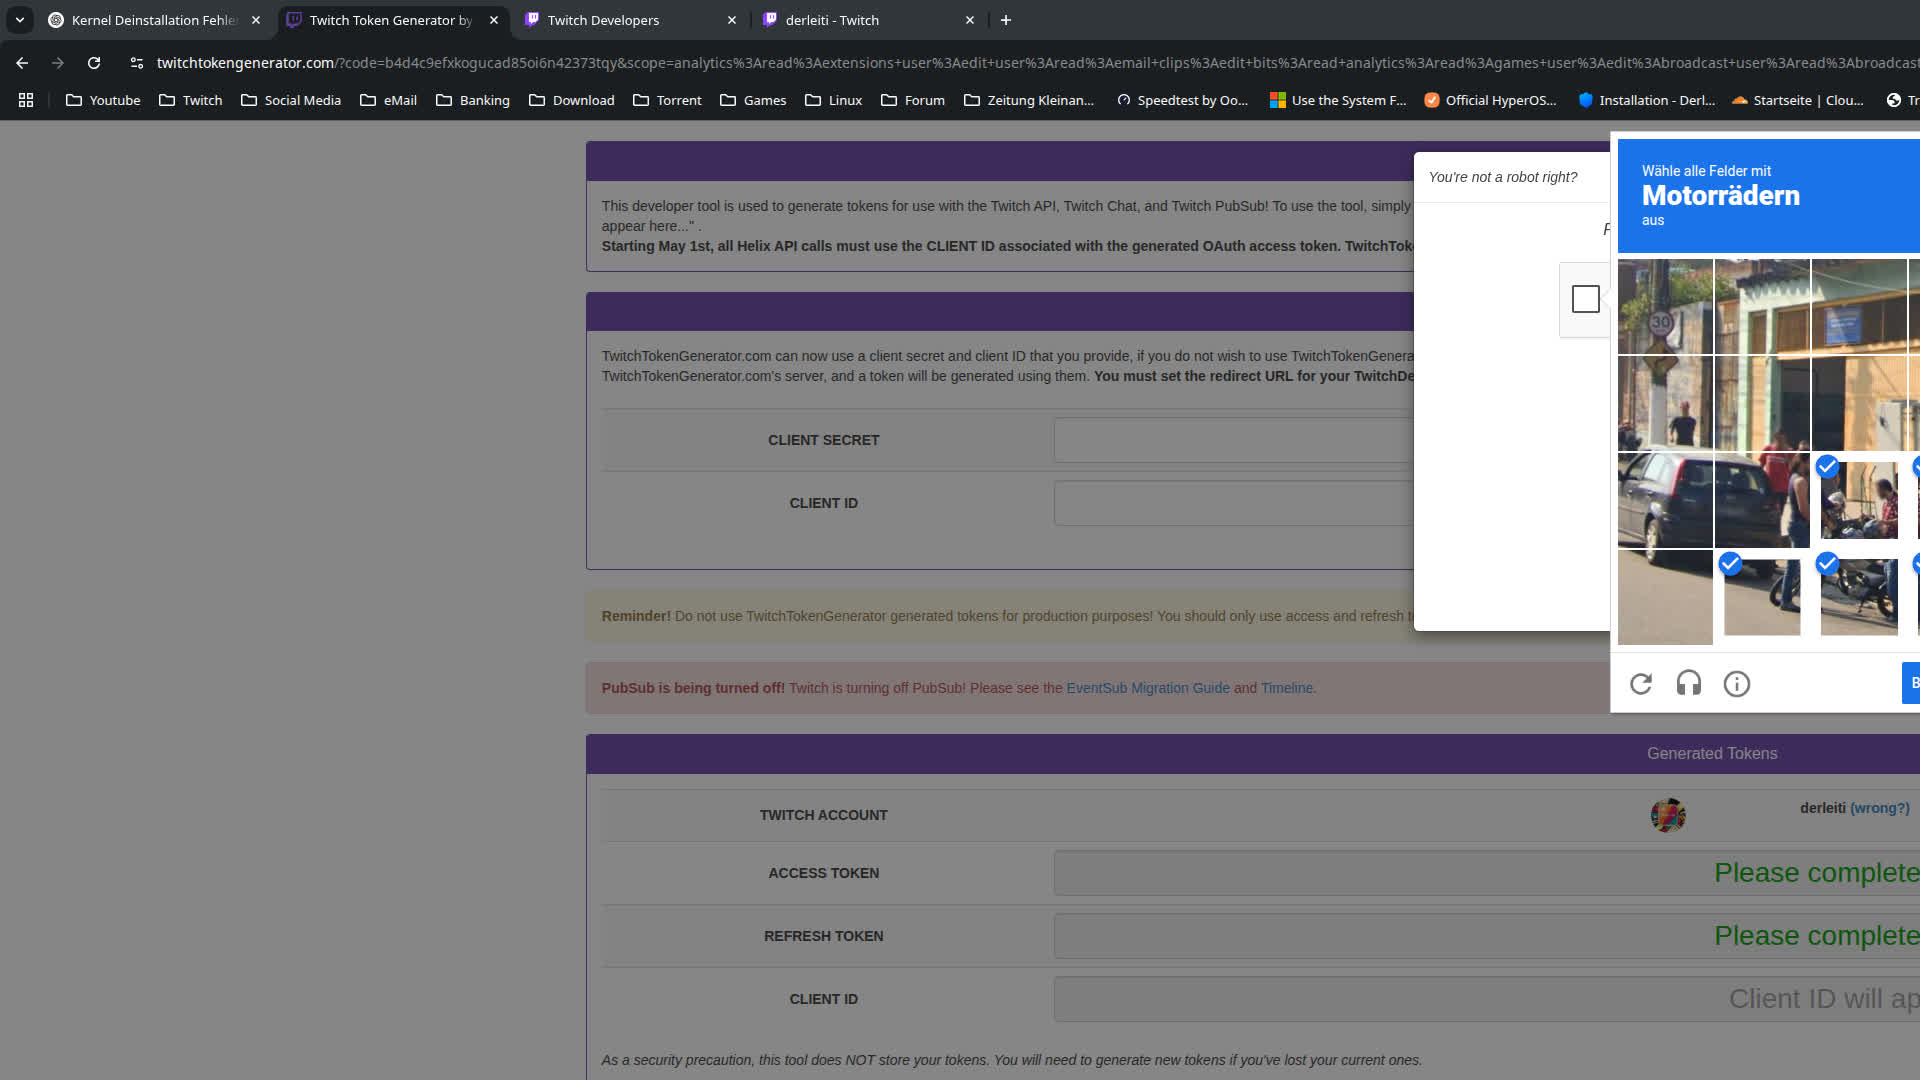 Kernel Deinstallation Fehle
Twitch Token Generator by
Twitch Developers
derleiti - Twitch
twitchtokengenerator.com/?code=b4d4c9efxkogucad85oi6n42373tqy&scope=analytics%3Aread%3Aextensions+user%3Aedit+user%3Aread%3Aemail+clips%3Aedit+bits%3Aread+analytics%3Aread%3Agames+user%3Aedit%3Abroadcast+user%3Aread%3Abroadcast
Youtube
Twitch
Social Media
eMail
Banking
Download
Torrent
Games
Linux
Forum
Zeitung Kleinan...
Speedtest by Oo...
Use the System F...
Official HyperOS...
Installation - Derl...
Startseite | Clou...
Tr
This developer tool is used to generate tokens for use with the Twitch API, Twitch Chat, and Twitch PubSub! To use the tool, simply
appear here..." .
Starting May 1st, all Helix API calls must use the CLIENT ID associated with the generated OAuth access token. TwitchTok
You're not a robot right?
Wähle alle Felder mit
Motorrädern
aus
30
TwitchTokenGenerator.com can now use a client secret and client ID that you provide, if you do not wish to use TwitchTokenGenera
TwitchTokenGenerator.com's server, and a token will be generated using them. You must set the redirect URL for your TwitchDe
CLIENT SECRET
CLIENT ID
Reminder! Do not use TwitchTokenGenerator generated tokens for production purposes! You should only use access and refresh t
PubSub is being turned off! Twitch is turning off PubSub! Please see the EventSub Migration Guide and Timeline.
B
Generated Tokens
TWITCH ACCOUNT
derleiti (wrong?)
ACCESS TOKEN
Please complete
REFRESH TOKEN
Please complete
CLIENT ID
Client ID will ap
As a security precaution, this tool does NOT store your tokens. You will need to generate new tokens if you've lost your current ones.